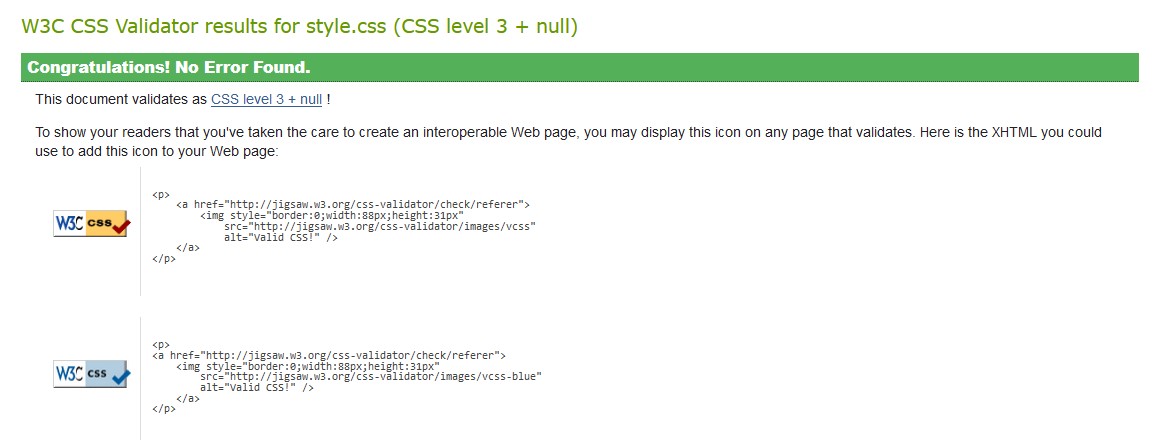 W3C CSS Validator results for style.css (CSS level 3 + null)
Congratulations! No Error Found.
This document validates as CSS level 3 + null !
To show your readers that you've taken the care to create an interoperable Web page, you may display this icon on any page that validates. Here is the XHTML you could
use to add this icon to your Web page:
W3C css
<p>
<a href="http://jigsaw.w3.org/css-validator/check/referer">
<img style="border:0;width:88px;height:31px"
src="http://jigsaw.w3.org/css-validator/images/vcss"
alt="Valid CSS!" />
</a>
</p>
W3C css
<p>
<a href="http://jigsaw.w3.org/css-validator/check/referer">
<img style="border:0;width:88px;height:31px"
src="http://jigsaw.w3.org/css-validator/images/vcss-blue"
alt="Valid CSS!" />
</a>
</p>